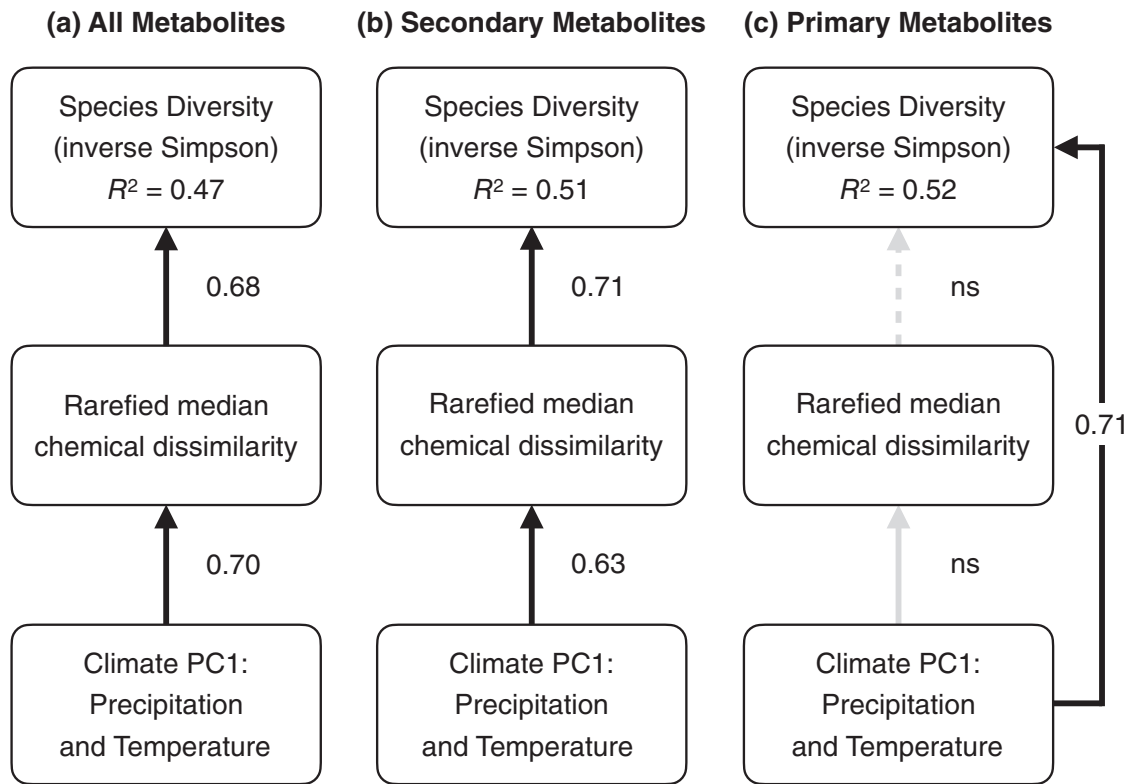 (a) All Metabolites
Species Diversity
(inverse Simpson)
R² = 0.47
0.68
Rarefied median
chemical dissimilarity
0.70
Climate PC1:
Precipitation
and Temperature
(b) Secondary Metabolites
Species Diversity
(inverse Simpson)
R² = 0.51
0.71
Rarefied median
chemical dissimilarity
0.63
Climate PC1:
Precipitation
and Temperature
(c) Primary Metabolites
Species Diversity
(inverse Simpson)
R² = 0.52
ns
Rarefied median
chemical dissimilarity
0.71
ns
Climate PC1:
Precipitation
and Temperature